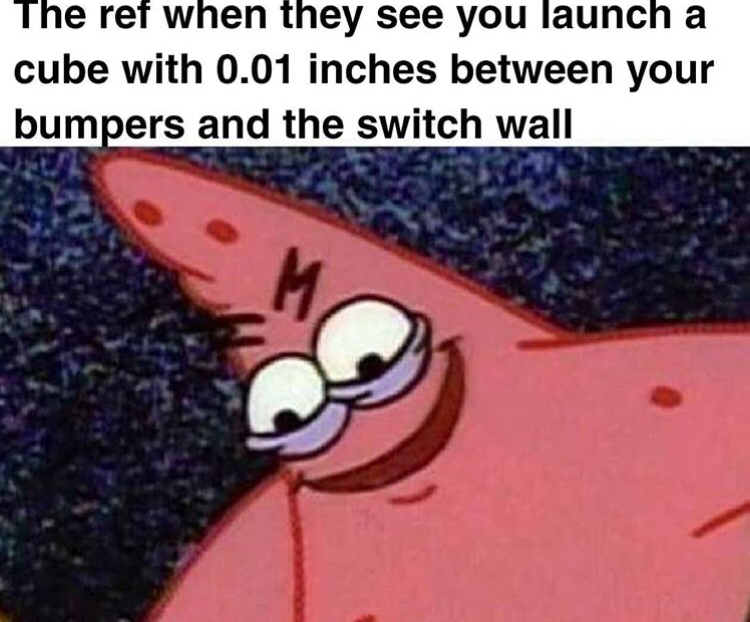 The ref when they see you launch a
cube with 0.01 inches between your
bumpers and the switch wall